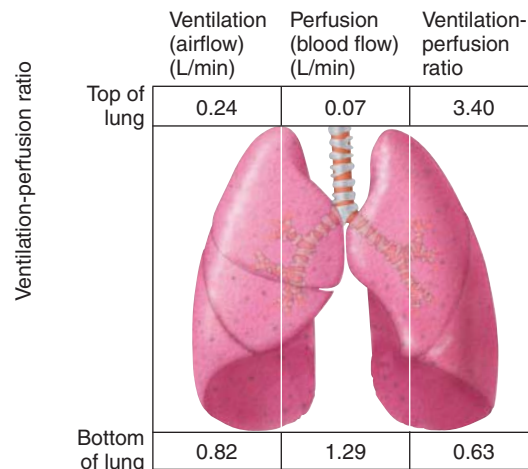 Ventilation
(airflow)
(L/min)
Perfusion
(blood flow)
(L/min)
Ventilation-
perfusion
ratio
Ventilation-perfusion ratio
Top of
lung
0.24
0.07
3.40
Bottom
of lung
0.82
1.29
0.63